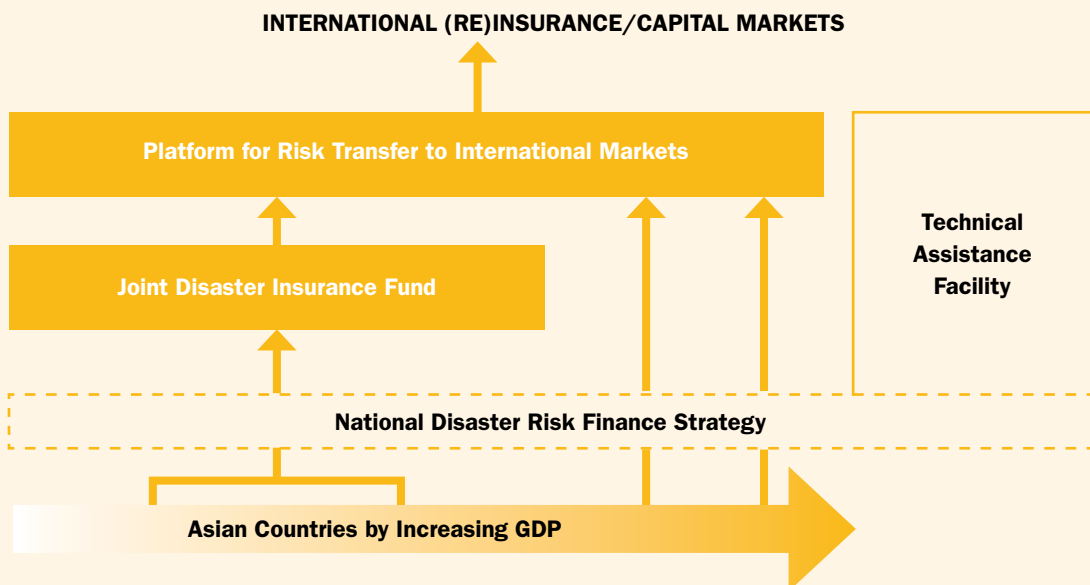 INTERNATIONAL (RE)INSURANCE/CAPITAL MARKETS
Platform for Risk Transfer to International Markets
Technical
Assistance
Facility
Joint Disaster Insurance Fund
National Disaster Risk Finance Strategy
Asian Countries by Increasing GDP